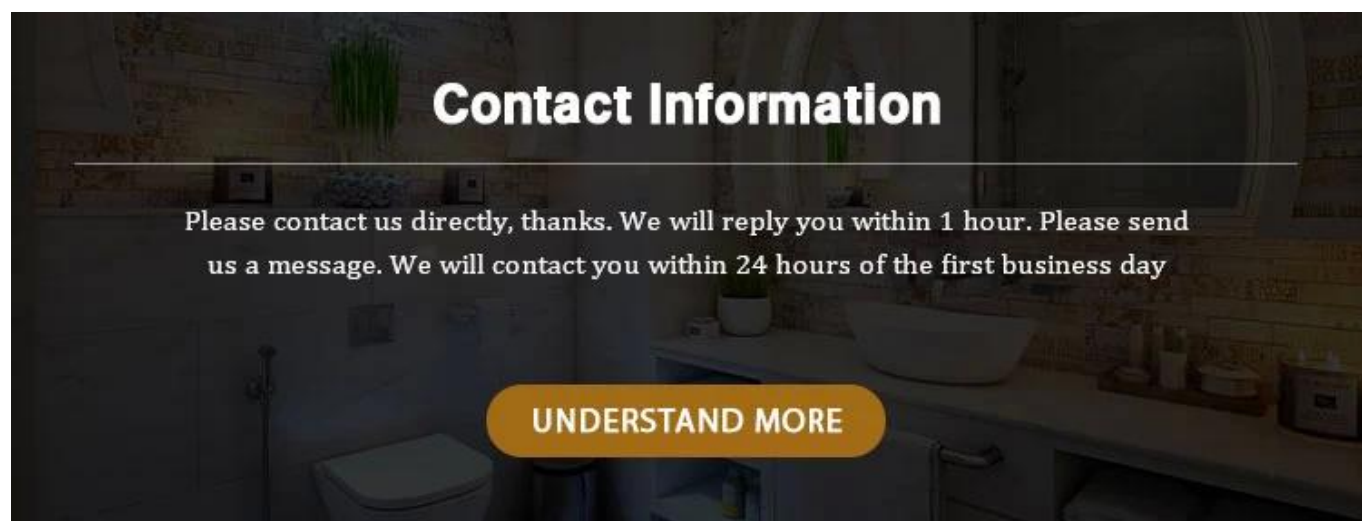 Contact Information
Please contact us directly, thanks. We will reply you within 1 hour. Please send
us a message. We will contact you within 24 hours of the first business day
UNDERSTAND MORE